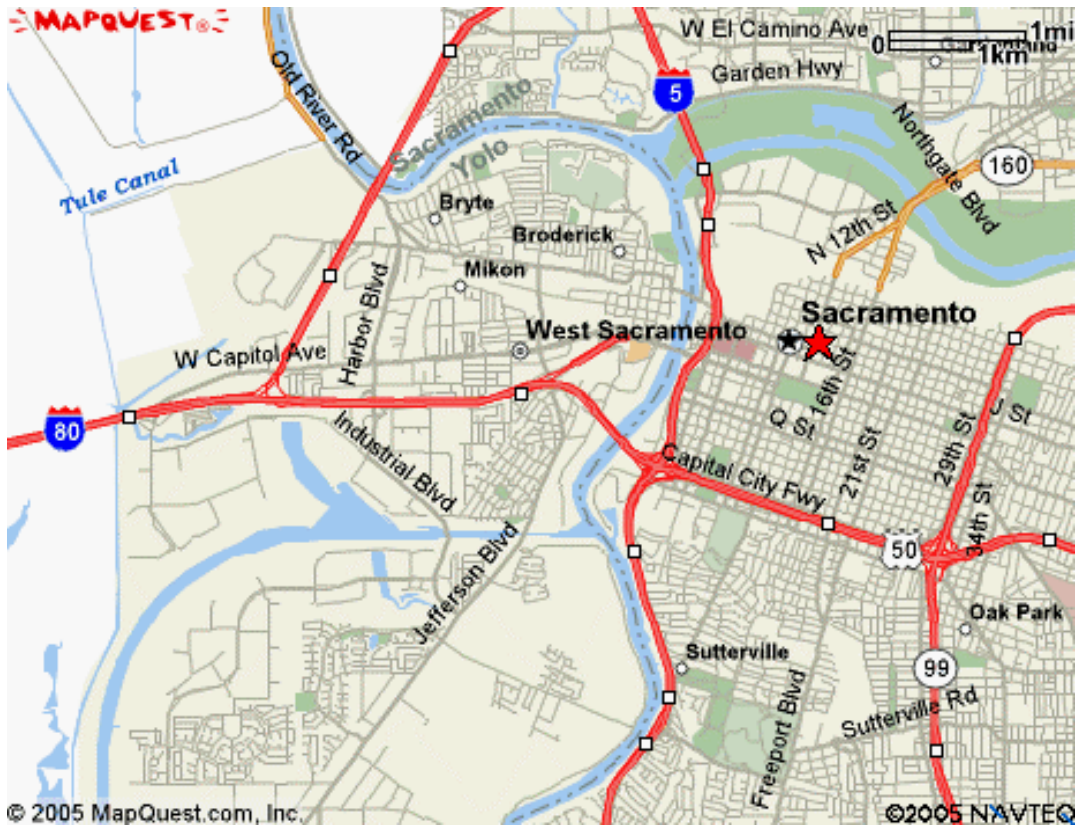 MAPQUEST®
W El Camino Ave
0 1mi
1km
Garden Hwy
5
Old River Rd
Sacramento
Yolo
Northgate Blvd
160
Tule Canal
Bryte
N 12th St
Broderick
Mikon
Harbor Blvd
Sacramento
West Sacramento
W Capitol Ave
16th St
J St
Q St
80
Industrial Blvd
Capital City Fwy
21st St
29th St
34th St
50
Jefferson Blvd
Oak Park
Sutterville
99
Freeport Blvd
Sutterville Rd
© 2005 MapQuest.com, Inc.
©2005 NAVTEQ